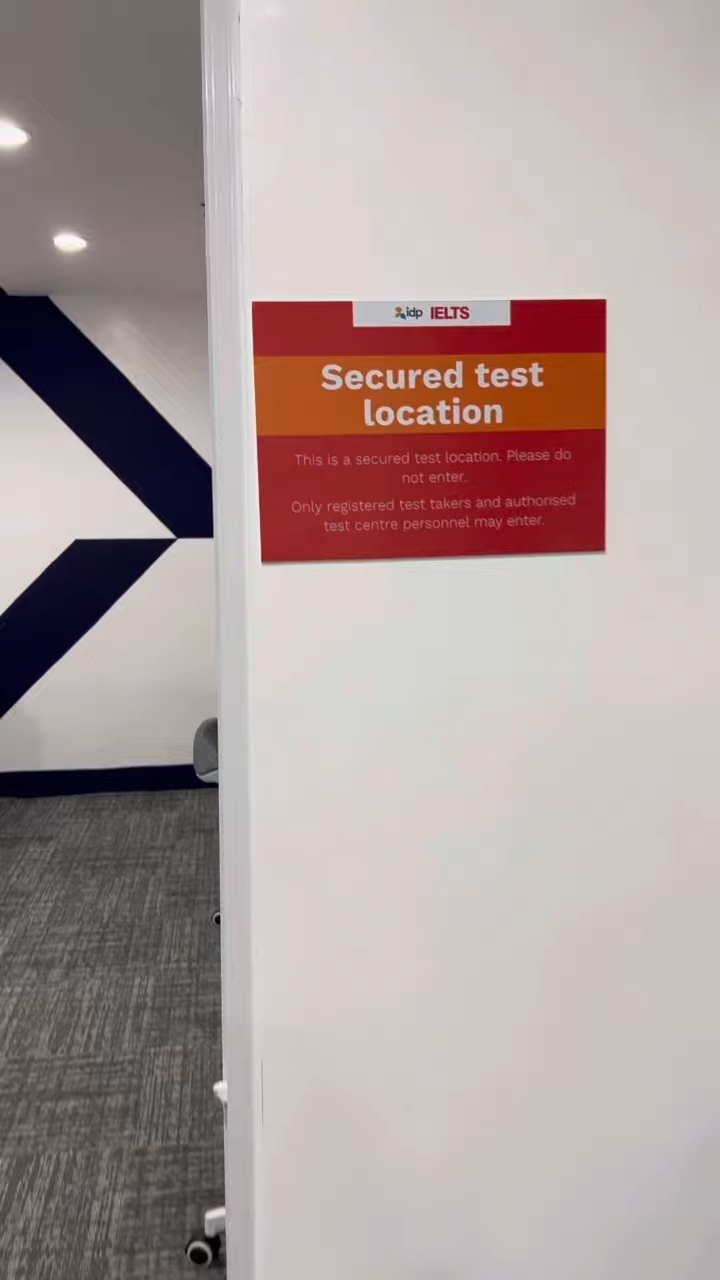 idp IELTS
Secured test
location
This is a secured test location. Please do
not enter.
Only registered test takers and authorised
test centre personnel may enter.